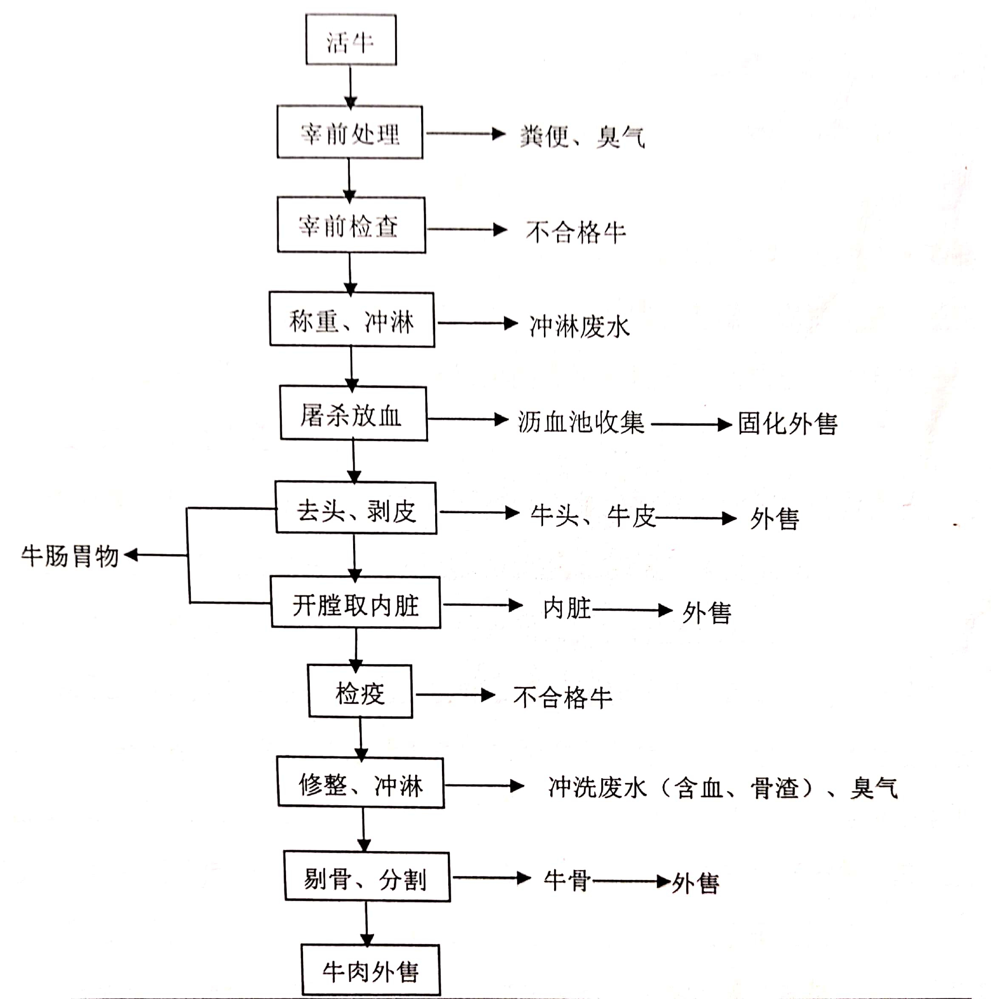 活牛
宰前处理 粪便、臭气
宰前检查 不合格牛
称重、冲淋 冲淋废水
屠杀放血 沥血池收集 固化外售
去头、剥皮 牛头、牛皮 外售
牛肠胃物
开膛取内脏 内脏 外售
检疫 不合格牛
修整、冲淋 冲洗废水（含血、骨渣）、臭气
剔骨、分割 牛骨 外售
牛肉外售